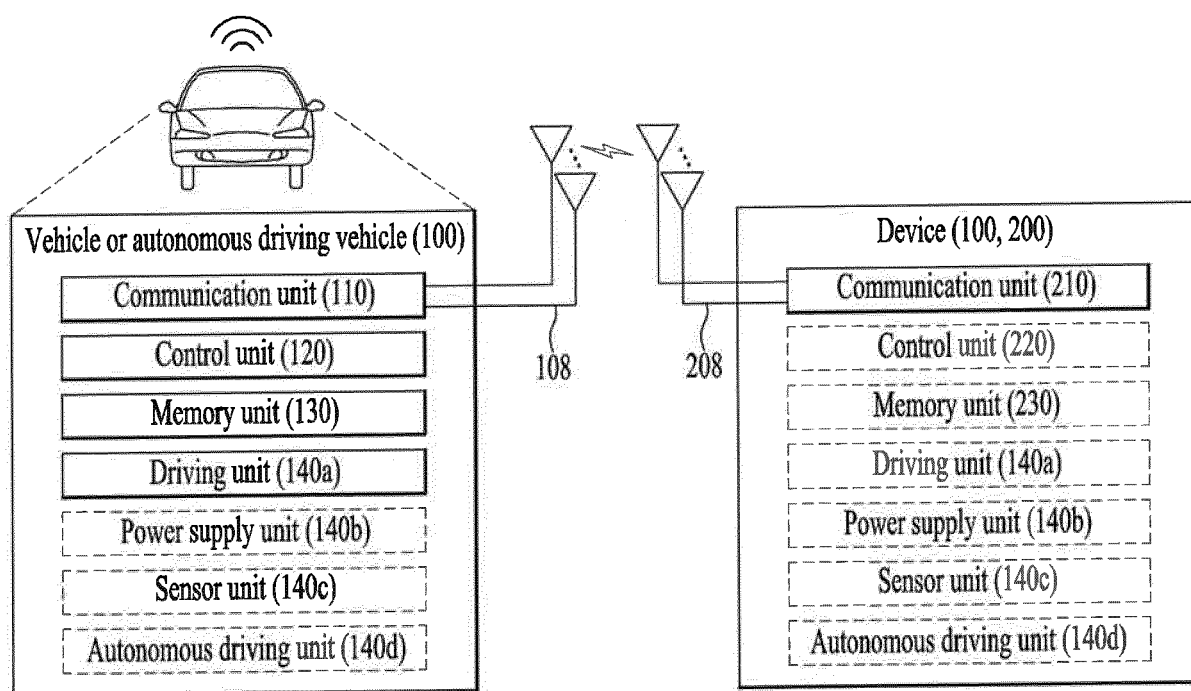 Vehicle or autonomous driving vehicle (100)
Communication unit (110)
Control unit (120)
Memory unit (130)
Driving unit (140a)
Power supply unit (140b)
Sensor unit (140c)
Autonomous driving unit (140d)
108
208
Device (100, 200)
Communication unit (210)
Control unit (220)
Memory unit (230)
Driving unit (140a)
Power supply unit (140b)
Sensor unit (140c)
Autonomous driving unit (140d)